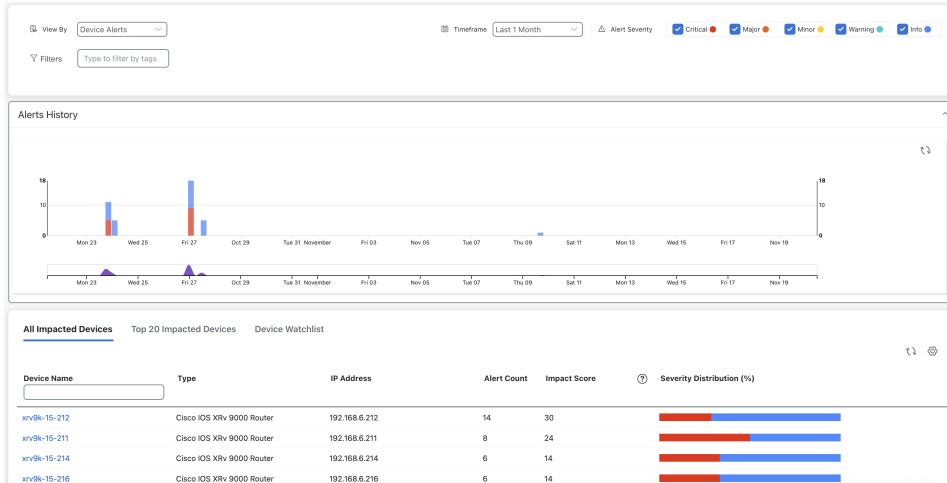 View By Device Alerts Timeframe Last 1 Month Alert Severity Critical Major Minor Warning Info
Filters Type to filter by tags
Alerts History
18 18
10 10
0 0
Mon 23 Wed 25 Fri 27 Oct 29 Tue 31 November Fri 03 Nov 05 Tue 07 Thu 09 Sat 11 Mon 13 Wed 15 Fri 17 Nov 19
Mon 23 Wed 25 Fri 27 Oct 29 Tue 31 November Fri 03 Nov 05 Tue 07 Thu 09 Sat 11 Mon 13 Wed 15 Fri 17 Nov 19
All Impacted Devices Top 20 Impacted Devices Device Watchlist
Device Name Type IP Address Alert Count Impact Score ? Severity Distribution (%)
xrv9k-15-212 Cisco IOS XRv 9000 Router 192.168.6.212 14 30
xrv9k-15-211 Cisco IOS XRv 9000 Router 192.168.6.211 8 24
xrv9k-15-214 Cisco IOS XRv 9000 Router 192.168.6.214 6 14
xrv9k-15-216 Cisco IOS XRv 9000 Router 192.168.6.216 6 14